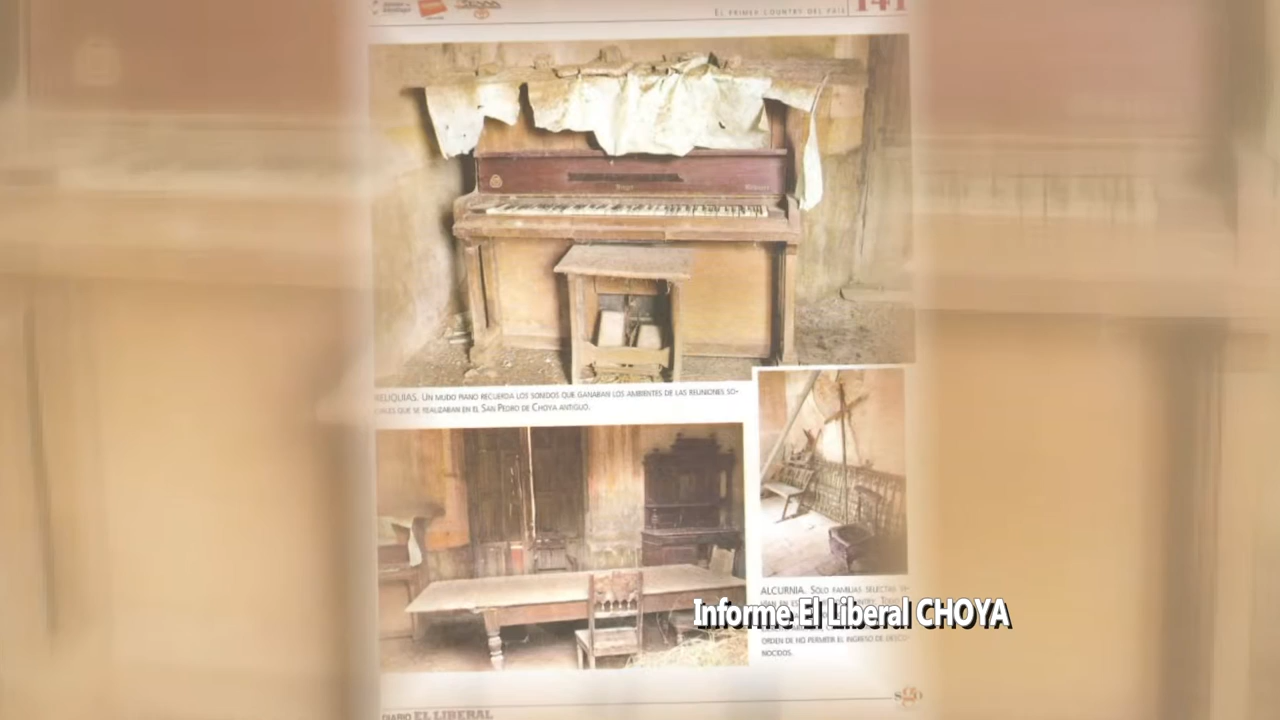 EL PRIMER COUNTRY DEL PAÍS
141
RELIQUIAS. UN MUDO PIANO RECUERDA LOS SONIDOS QUE GANABAN LOS AMBIENTES DE LAS REUNIONES SO-
CIALES QUE SE REALIZABAN EN EL SAN PEDRO DE CHOYA ANTIGUO.
ALCURNIA. SOLO FAMILIAS SELECTAS
Informe El Liberal CHOYA
ORDEN DE NO PERMITIR EL INGRESO DE DESCO-
NOCIDOS.
sgo
DIARIO EL LIBERAL